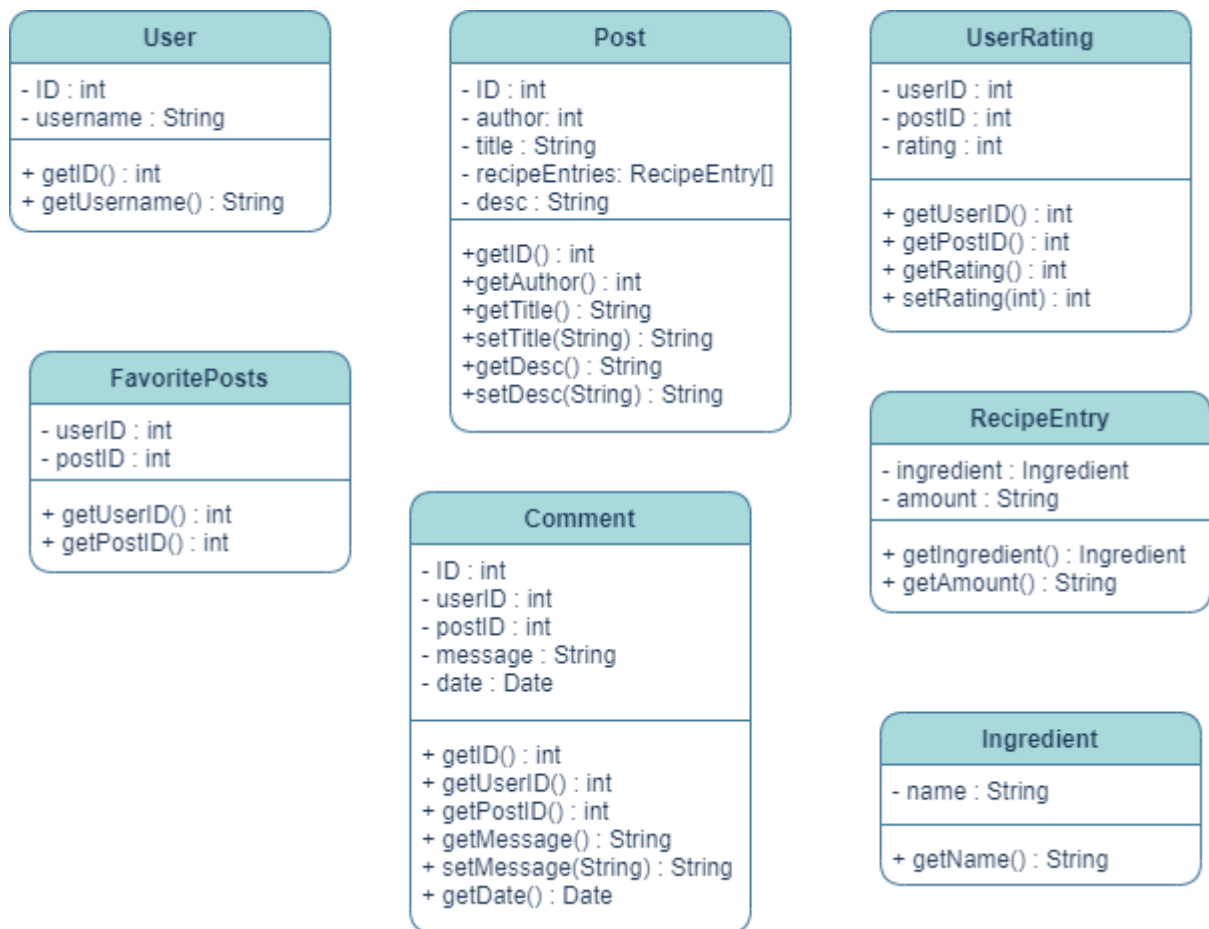 User
- ID : int
- username : String
+ getID() : int
+ getUsername() : String
Post
- ID : int
- author: int
- title : String
- recipeEntries: RecipeEntry[]
- desc : String
+getID() : int
+getAuthor() : int
+getTitle() : String
+setTitle(String) : String
+getDesc() : String
+setDesc(String) : String
UserRating
- userID : int
- postID : int
- rating : int
+ getUserID() : int
+ getPostID() : int
+ getRating() : int
+ setRating(int) : int
FavoritePosts
- userID : int
- postID : int
+ getUserID() : int
+ getPostID() : int
Comment
- ID : int
- userID : int
- postID : int
- message : String
- date : Date
+ getID() : int
+ getUserID() : int
+ getPostID() : int
+ getMessage() : String
+ setMessage(String) : String
+ getDate() : Date
RecipeEntry
- ingredient : Ingredient
- amount : String
+ getIngredient() : Ingredient
+ getAmount() : String
Ingredient
- name : String
+ getName() : String